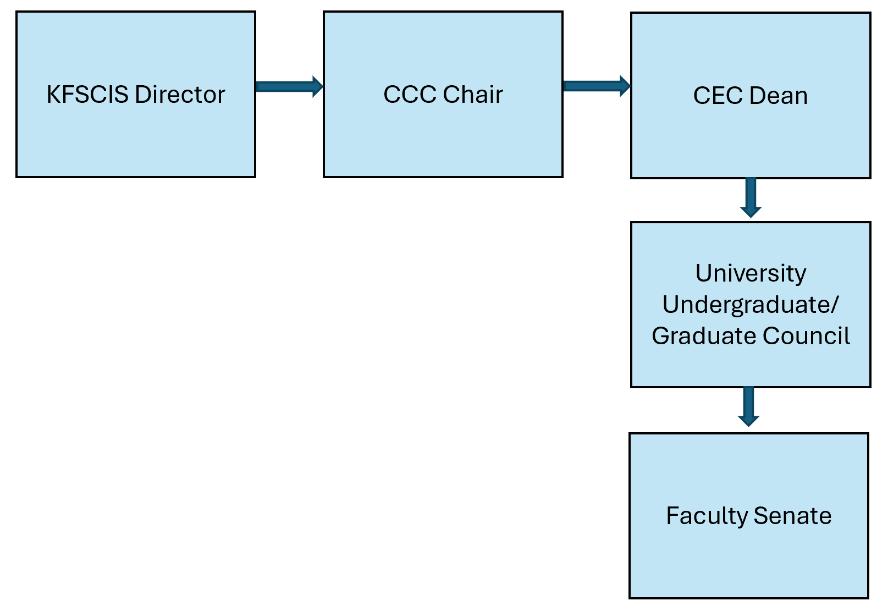 KFSCIS Director
CCC Chair
CEC Dean
University
Undergraduate/
Graduate Council
Faculty Senate